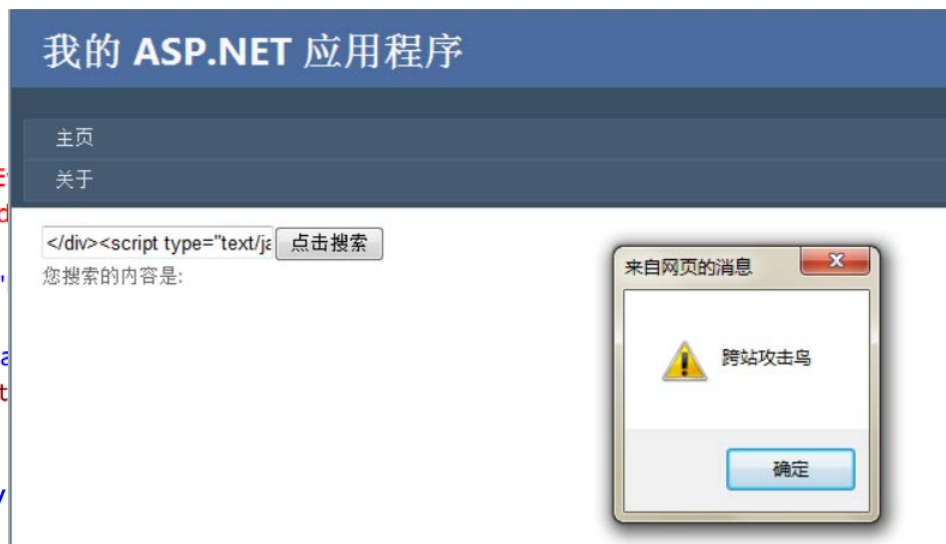 我的 ASP.NET 应用程序
主页
关于
</div><script type="text/ja
点击搜索
您搜索的内容是:
来自网页的消息
跨站攻击鸟
确定